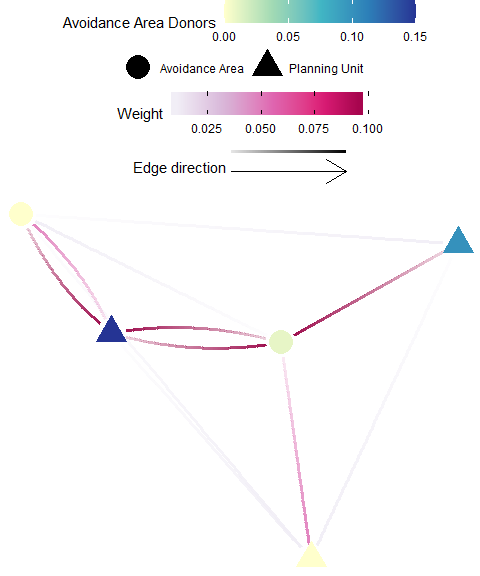 Avoidance Area Donors
0.00 0.05 0.10 0.15
Avoidance Area Planning Unit
Weight
0.025 0.050 0.075 0.100
Edge direction